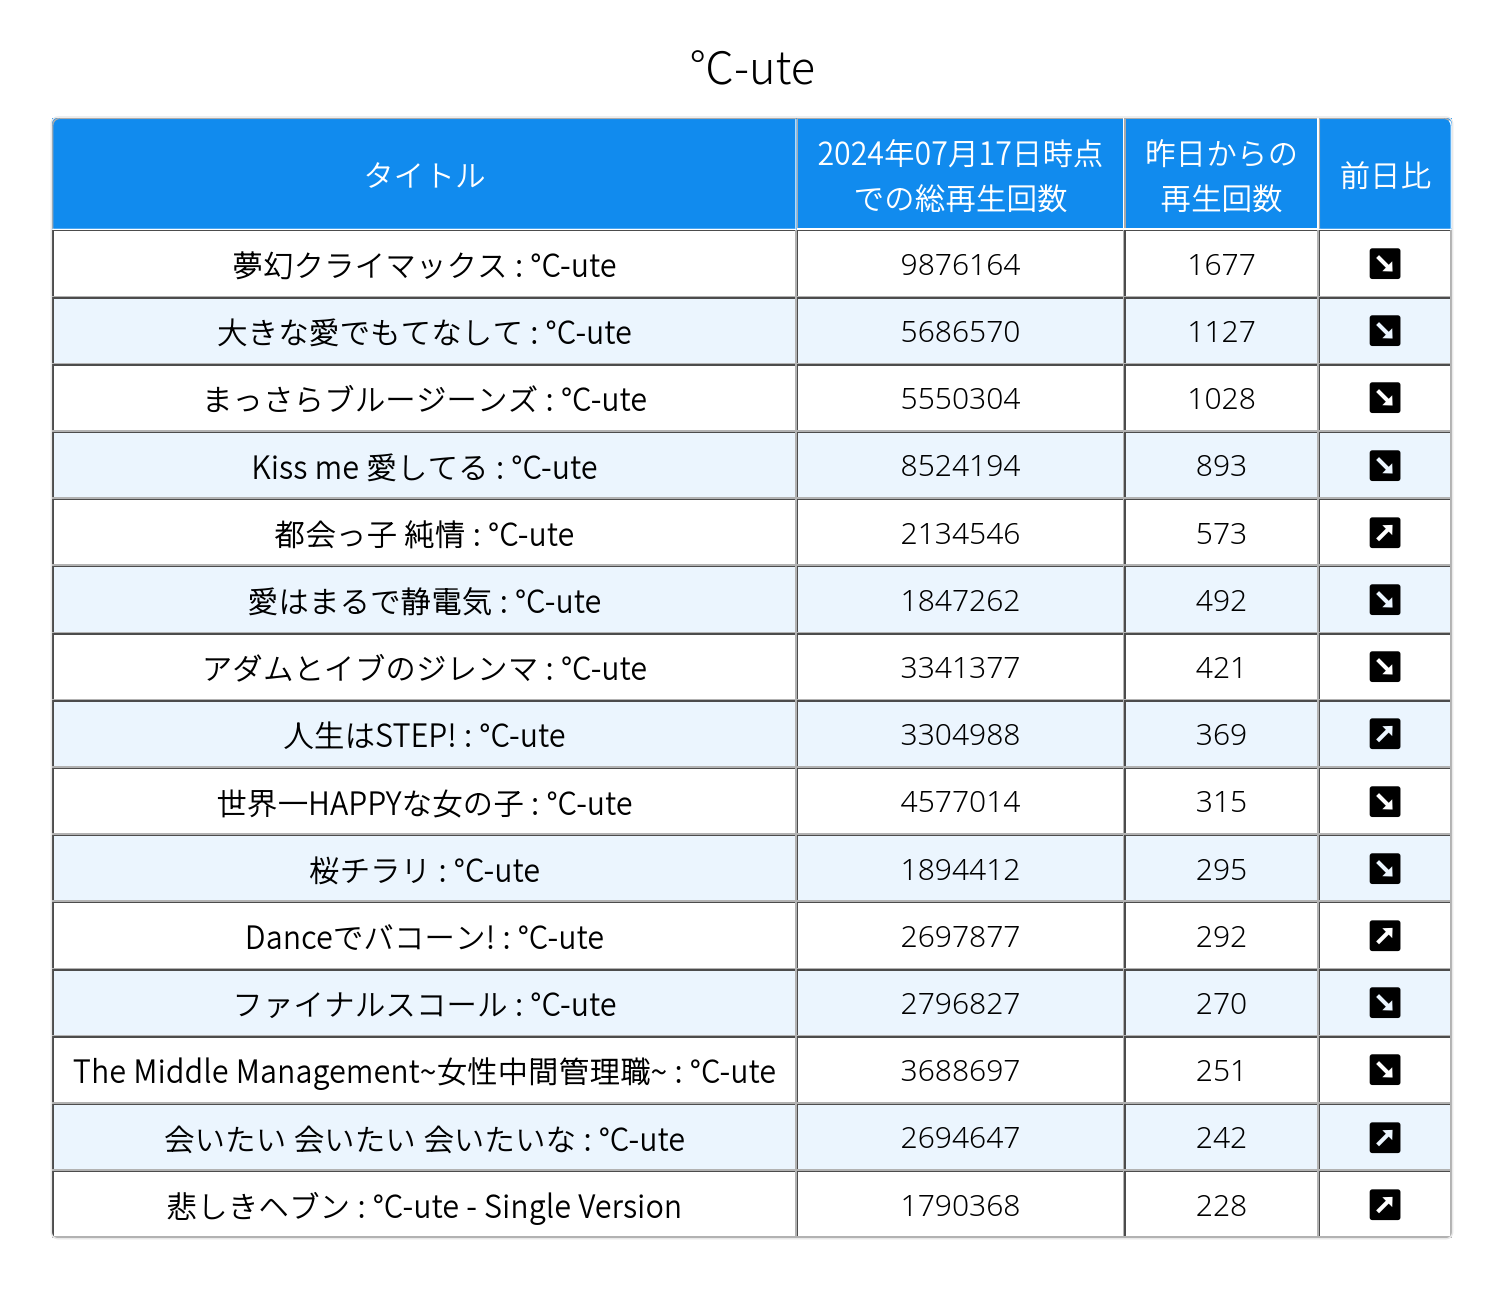 ℃-ute
タイトル 2024年07月17日時点での総再生回数 昨日からの再生回数 前日比
夢幻クライマックス : ℃-ute 9876164 1677 ↘
大きな愛でもてなして : ℃-ute 5686570 1127 ↘
まっさらブルージーンズ : ℃-ute 5550304 1028 ↘
Kiss me 愛してる : ℃-ute 8524194 893 ↘
都会っ子 純情 : ℃-ute 2134546 573 ↗
愛はまるで静電気 : ℃-ute 1847262 492 ↘
アダムとイブのジレンマ : ℃-ute 3341377 421 ↘
人生はSTEP! : ℃-ute 3304988 369 ↗
世界一HAPPYな女の子 : ℃-ute 4577014 315 ↘
桜チラリ : ℃-ute 1894412 295 ↘
Danceでバコーン! : ℃-ute 2697877 292 ↗
ファイナルスコール : ℃-ute 2796827 270 ↘
The Middle Management~女性中間管理職~ : ℃-ute 3688697 251 ↘
会いたい 会いたい 会いたいな : ℃-ute 2694647 242 ↗
悲しきヘブン : ℃-ute - Single Version 1790368 228 ↗